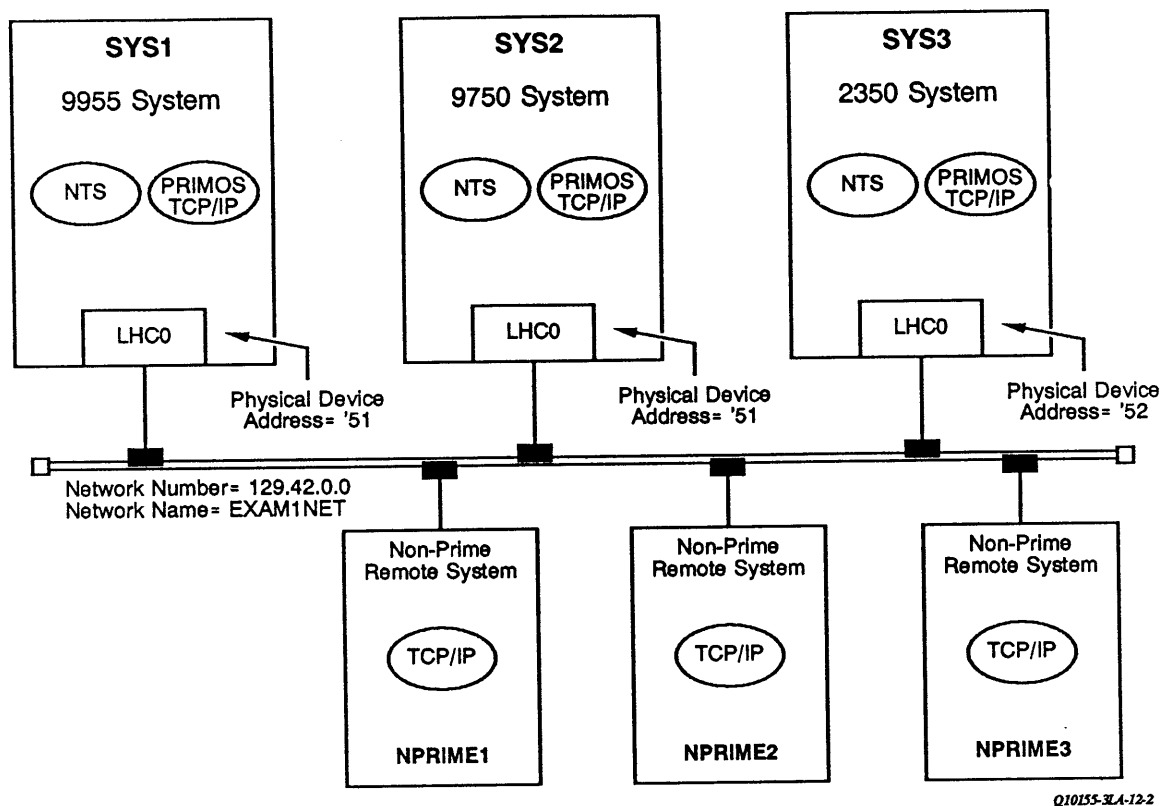 SYS1
9955 System
NTS
PRIMOS
TCP/IP
LHC0
Physical Device
Address= '51
SYS2
9750 System
NTS
PRIMOS
TCP/IP
LHC0
Physical Device
Address= '51
SYS3
2350 System
NTS
PRIMOS
TCP/IP
LHC0
Physical Device
Address= '52
Network Number= 129.42.0.0
Network Name= EXAM1NET
Non-Prime
Remote System
TCP/IP
NPRIME1
Non-Prime
Remote System
TCP/IP
NPRIME2
Non-Prime
Remote System
TCP/IP
NPRIME3
Q10155-3LA-12-2